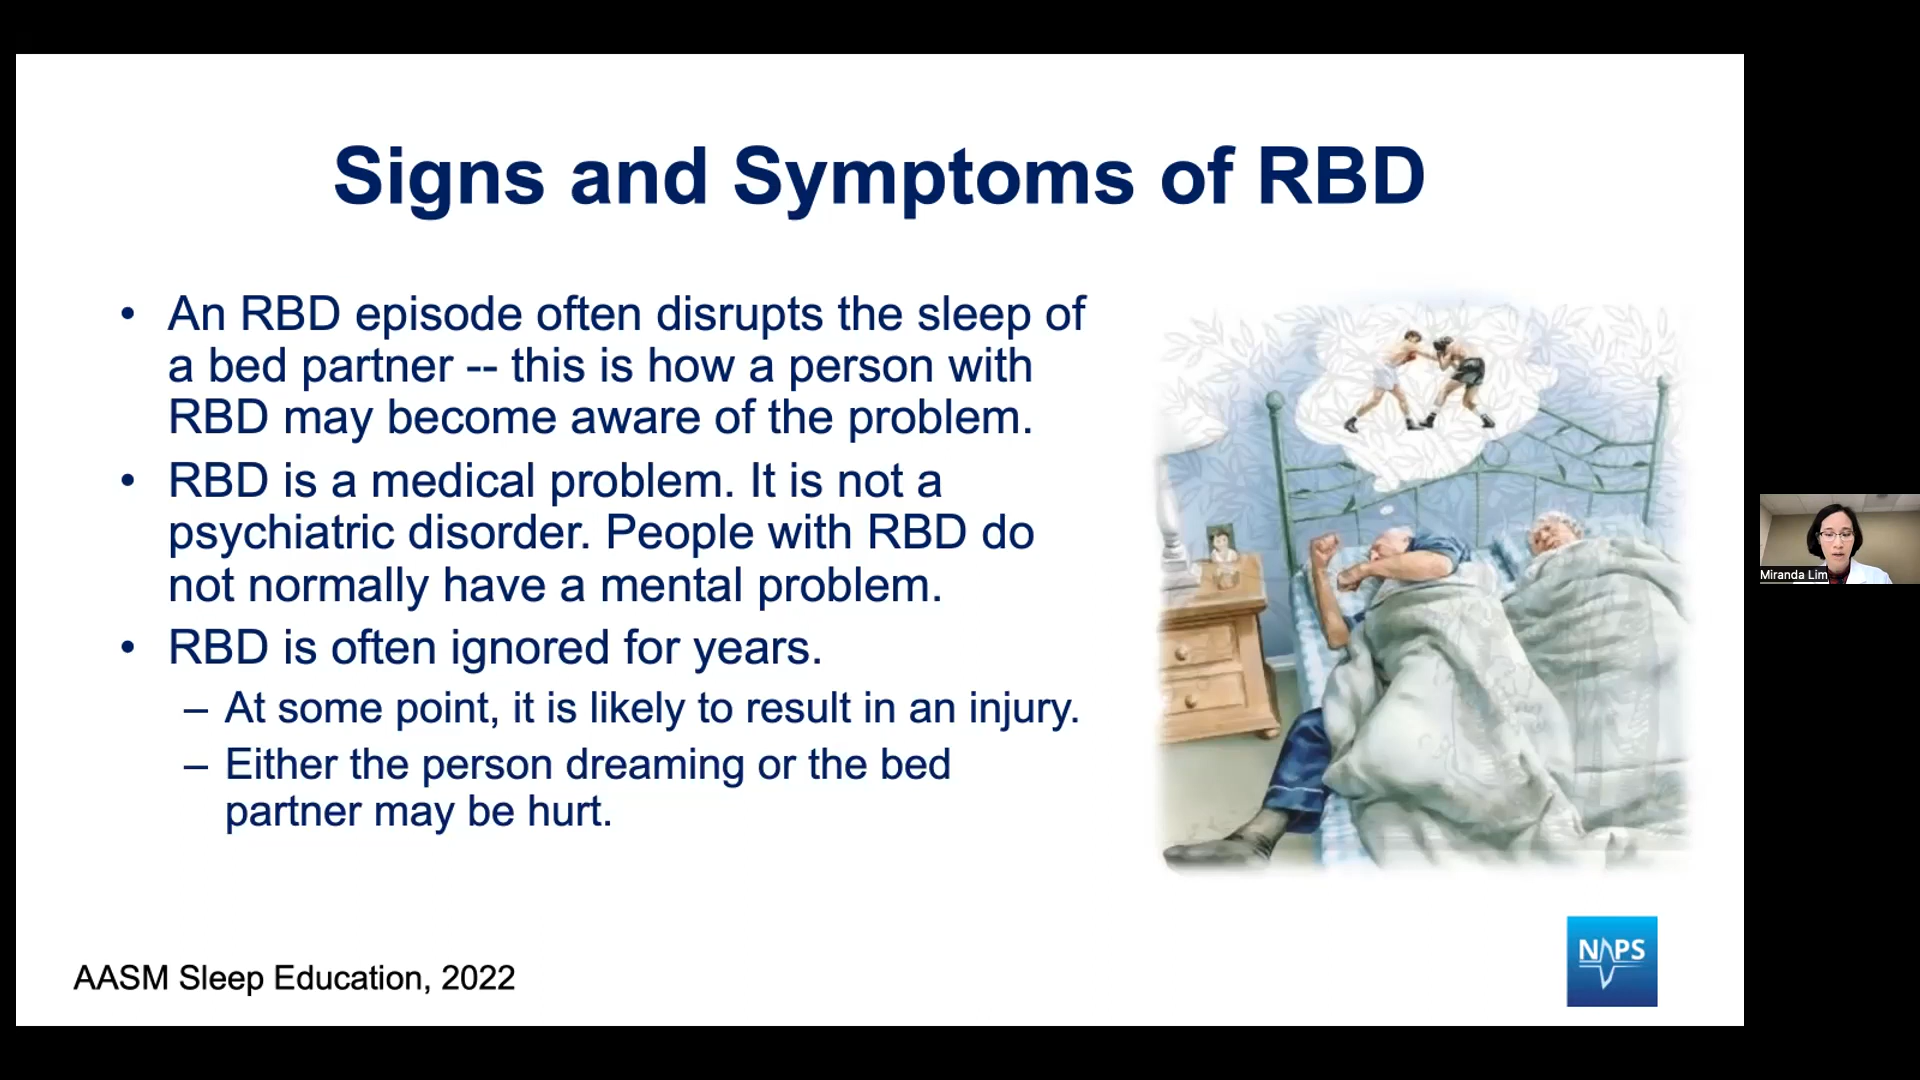 Signs and Symptoms of RBD
• An RBD episode often disrupts the sleep of
a bed partner -- this is how a person with
RBD may become aware of the problem.
• RBD is a medical problem. It is not a
psychiatric disorder. People with RBD do
not normally have a mental problem.
• RBD is often ignored for years.
– At some point, it is likely to result in an injury.
– Either the person dreaming or the bed
partner may be hurt.
AASM Sleep Education, 2022
NAPS
Miranda Lim